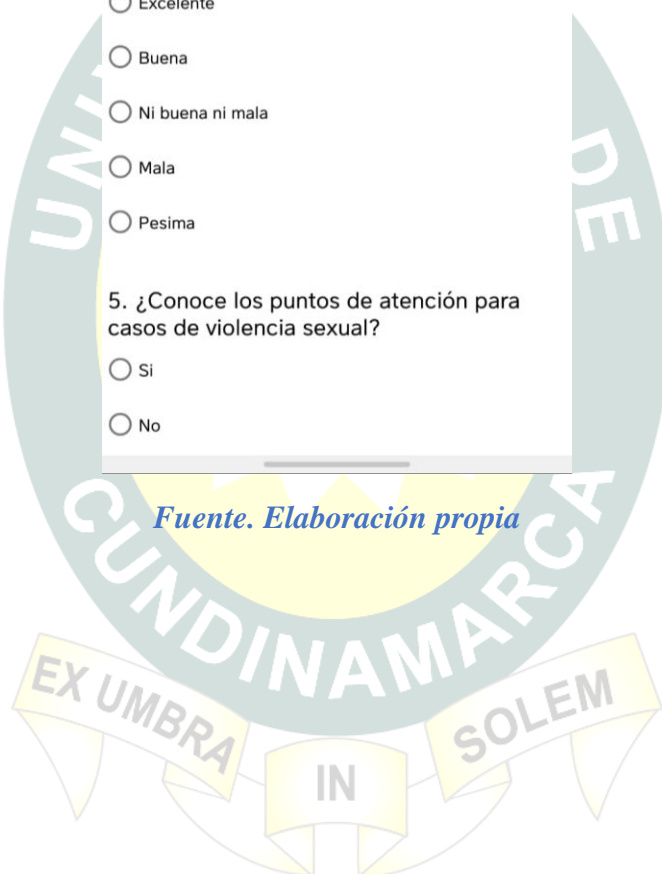 Excelente
Buena
Ni buena ni mala
Mala
Pesima
5. ¿Conoce los puntos de atención para
casos de violencia sexual?
Si
No
Fuente. Elaboración propia
DE
CUNDINAMARCA
EX UMBRA
IN
SOLEM